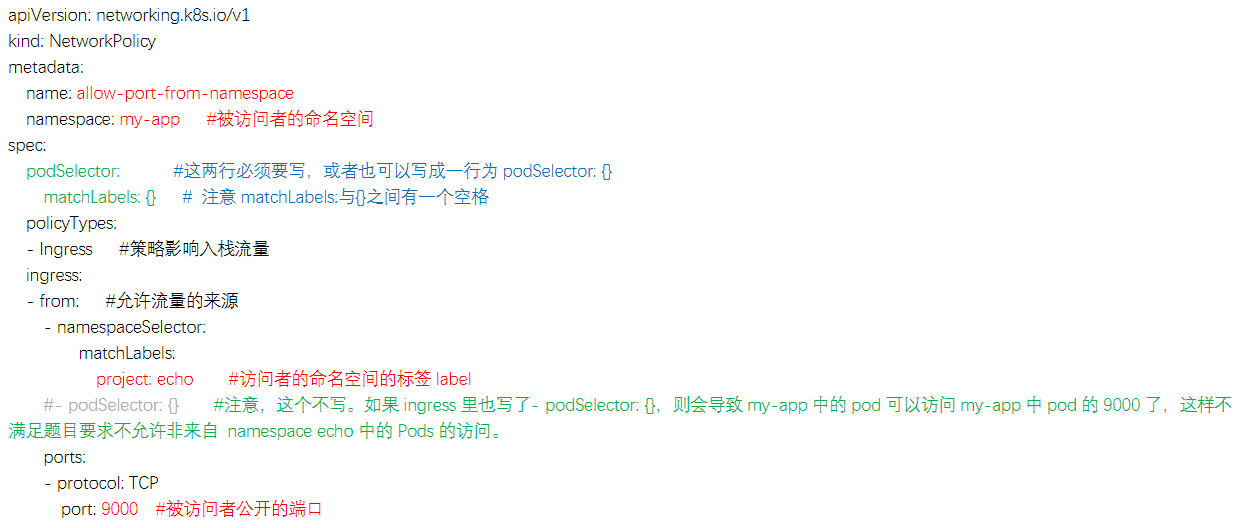 apiVersion: networking.k8s.io/v1
kind: NetworkPolicy
metadata:
name: allow-port-from-namespace
namespace: my-app #被访问者的命名空间
spec:
podSelector: #这两行必须要写，或者也可以写成一行为 podSelector: {}
matchLabels: {} # 注意 matchLabels:与{}之间有一个空格
policyTypes:
- Ingress #策略影响入栈流量
ingress:
- from: #允许流量的来源
- namespaceSelector:
matchLabels:
project: echo #访问者的命名空间的标签 label
#- podSelector: {} #注意，这个不写。如果 ingress 里也写了- podSelector: {}，则会导致 my-app 中的 pod 可以访问 my-app 中 pod 的 9000 了，这样不
满足题目要求不允许非来自 namespace echo 中的 Pods 的访问。
ports:
- protocol: TCP
port: 9000 #被访问者公开的端口